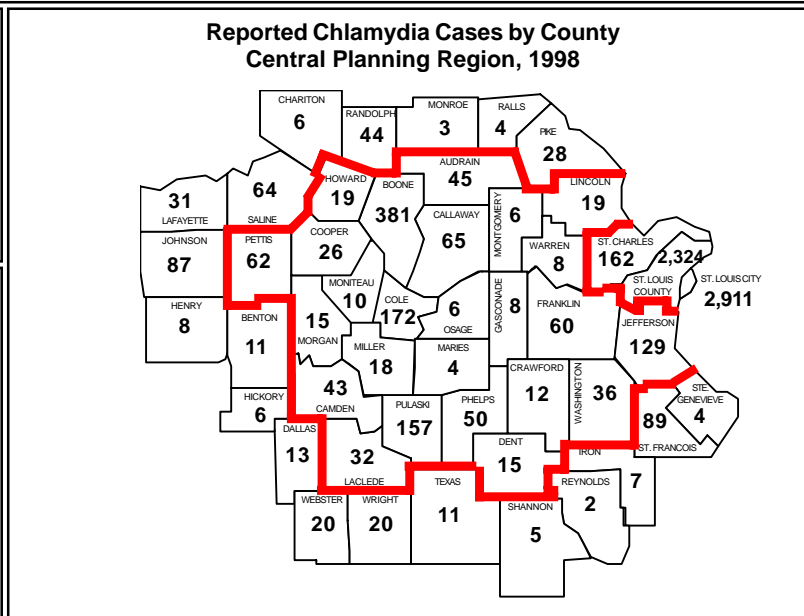 Reported Chlamydia Cases by County
Central Planning Region, 1998
CHARITON
6
RANDOLPH
44
MONROE
3
RALLS
4
PIKE
28
31
LAFAYETTE
64
SALINE
HOWARD
19
BOONE
381
AUDRAIN
45
MONTGOMERY
6
LINCOLN
19
JOHNSON
87
PETTIS
62
COOPER
26
CALLAWAY
65
WARREN
8
ST. CHARLES
162
2,324
ST. LOUIS
COUNTY
ST. LOUIS CITY
2,911
HENRY
8
BENTON
11
MONITEAU
10
15
MORGAN
COLE
172
6
OSAGE
GASCONADE
8
FRANKLIN
60
JEFFERSON
129
MILLER
18
MARIES
4
CRAWFORD
12
WASHINGTON
36
STE.
GENEVIEVE
4
HICKORY
6
43
CAMDEN
PULASKI
157
PHELPS
50
89
ST. FRANCOIS
DALLAS
13
32
LACLEDE
DENT
15
IRON
7
WEBSTER
20
WRIGHT
20
TEXAS
11
SHANNON
5
REYNOLDS
2